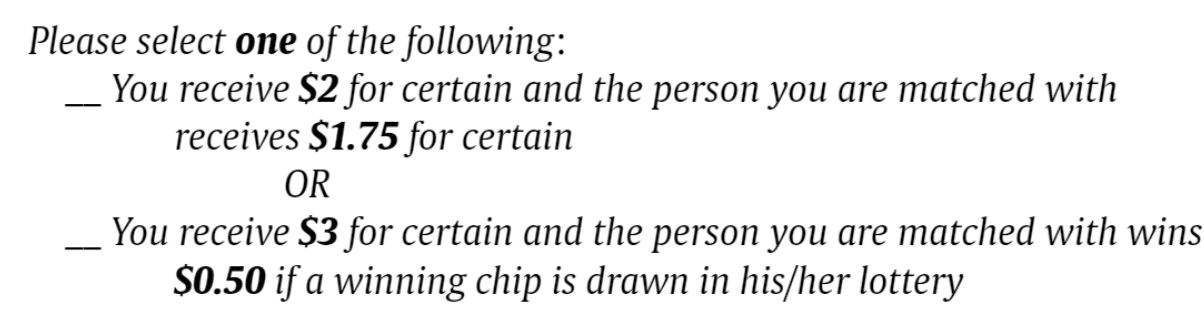 Please select one of the following:
__ You receive $2 for certain and the person you are matched with
receives $1.75 for certain
OR
__ You receive $3 for certain and the person you are matched with wins
$0.50 if a winning chip is drawn in his/her lottery